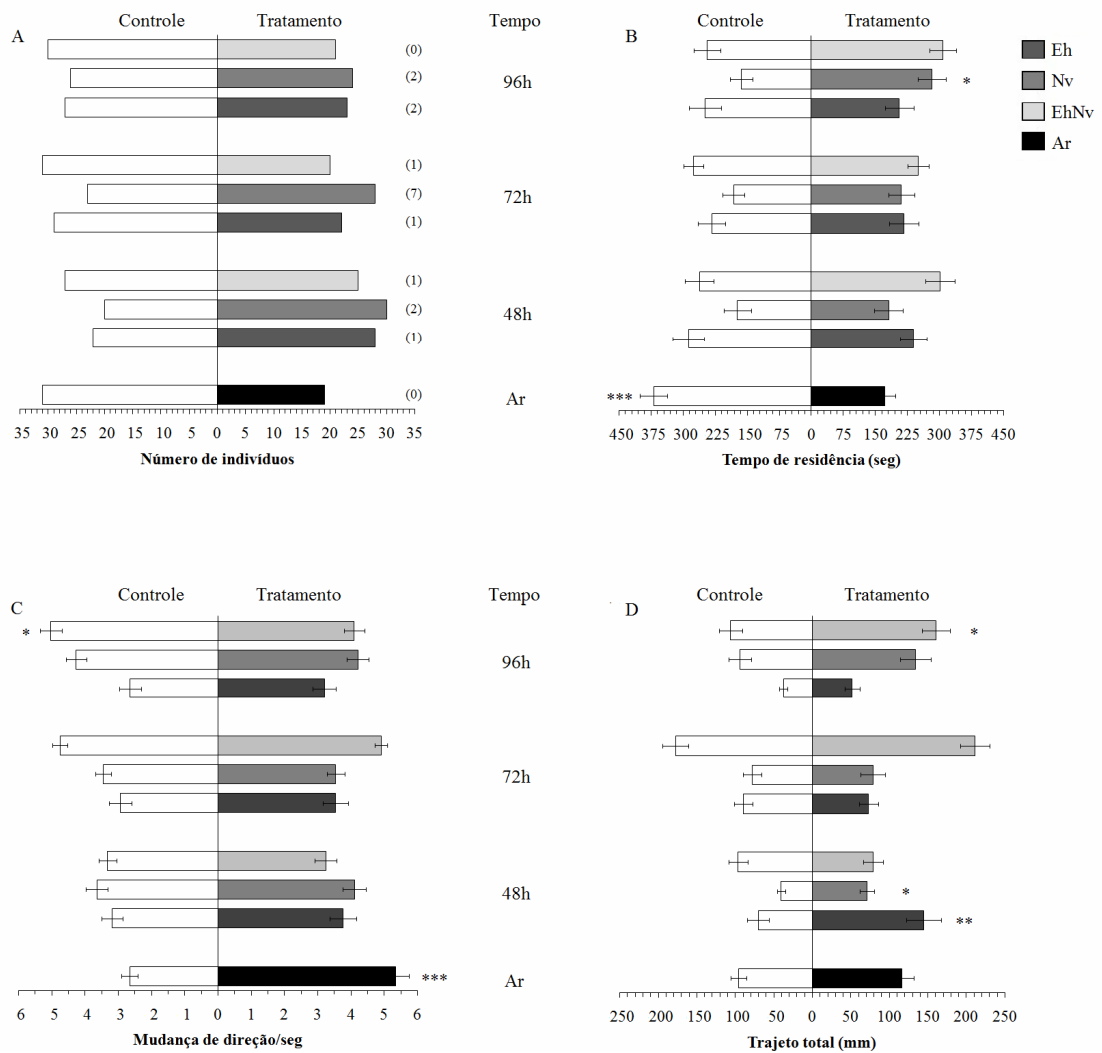 Controle Tratamento Tempo
A
(0)
(2)
96h
(2)
(1)
(7)
72h
(1)
(1)
(2)
48h
(1)
(0)
Ar
35 30 25 20 15 10 5 0 5 10 15 20 25 30 35
Número de indivíduos
Controle Tratamento
B
*
***
450 375 300 225 150 75 0 75 150 225 300 375 450
Tempo de residência (seg)
Eh
Nv
EhNv
Ar
Controle Tratamento Tempo
C
*
96h
72h
48h
***
Ar
6 5 4 3 2 1 0 1 2 3 4 5 6
Mudança de direção/seg
Controle Tratamento
D
*
*
**
250 200 150 100 50 0 50 100 150 200 250
Trajeto total (mm)